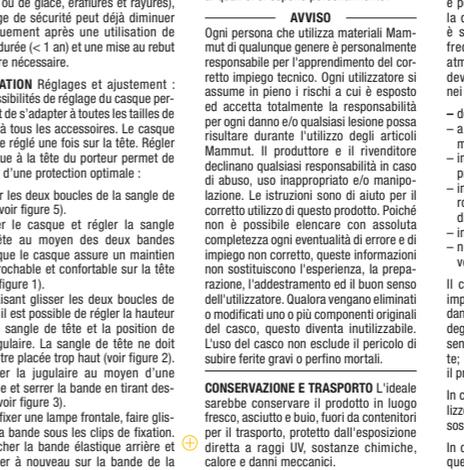 ou de glace, éraflures et rayures),
ge de sécurité peut déjà diminuer
quement après une utilisation de
durée (< 1 an) et une mise au rebut
re nécessaire.
ATION Réglages et ajustement :
ssibilités de réglage du casque per-
t de s'adapter à toutes les tailles de
à tous les accessoires. Le casque
e réglé une fois sur la tête. Régler
ue à la tête du porteur permet de
d'une protection optimale :
r les deux boucles de la sangle de
voir figure 5).
er le casque et régler la sangle
ête au moyen des deux bandes
que le casque assure un maintien
rochable et confortable sur la tête
figure 1).
isant glisser les deux boucles de
il est possible de régler la hauteur
sangle de tête et la position de
gulaire. La sangle de tête ne doit
tre placée trop haut (voir figure 2).
er la jugulaire au moyen d'une
e et serrer la bande en tirant des-
voir figure 3).
fixer une lampe frontale, faire glis-
a bande sous les clips de fixation.
cher la bande élastique arrière et
er à nouveau sur la bande de la
AVVISO
Ogni persona che utilizza materiali Mam-
mut di qualunque genere è personalmente
responsabile per l'apprendimento del cor-
retto impiego tecnico. Ogni utilizzatore si
assume in pieno i rischi a cui è esposto
ed accetta totalmente la responsabilità
per ogni danno e/o qualsiasi lesione possa
risultare durante l'utilizzo degli articoli
Mammut. Il produttore e il rivenditore
declinano qualsiasi responsabilità in caso
di abuso, uso inappropriato e/o manipo-
lazione. Le istruzioni sono di aiuto per il
corretto utilizzo di questo prodotto. Poiché
non è possibile elencare con assoluta
completezza ogni eventualità di errore e di
impiego non corretto, queste informazioni
non sostituiscono l'esperienza, la prepa-
razione, l'addestramento ed il buon senso
dell'utilizzatore. Qualora vengano eliminati
o modificati uno o più componenti originali
del casco, questo diventa inutilizzabile.
L'uso del casco non esclude il pericolo di
subire ferite gravi o perfino mortali.
CONSERVAZIONE E TRASPORTO L'ideale
sarebbe conservare il prodotto in luogo
fresco, asciutto e buio, fuori da contenitori
per il trasporto, protetto dall'esposizione
diretta a raggi UV, sostanze chimiche,
calore e danni meccanici.